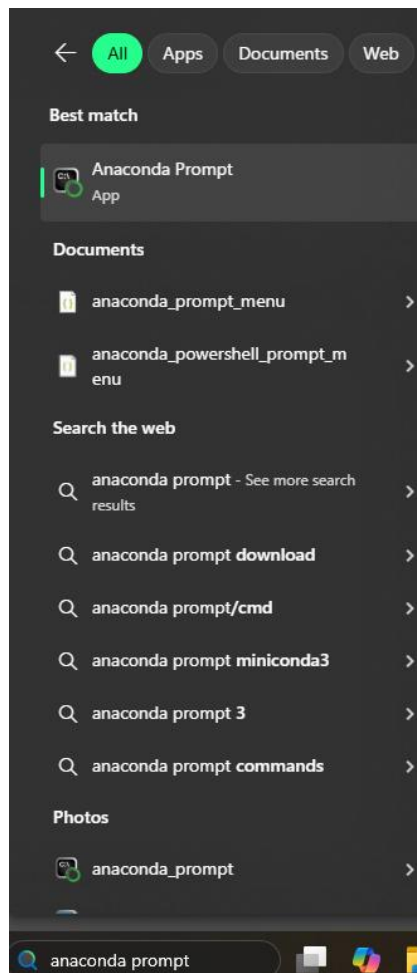 All Apps Documents Web
Best match
Anaconda Prompt
App
Documents
anaconda_prompt_menu
anaconda_powershell_prompt_m
enu
Search the web
anaconda prompt - See more search
results
anaconda prompt download
anaconda prompt/cmd
anaconda prompt miniconda3
anaconda prompt 3
anaconda prompt commands
Photos
anaconda_prompt
anaconda prompt